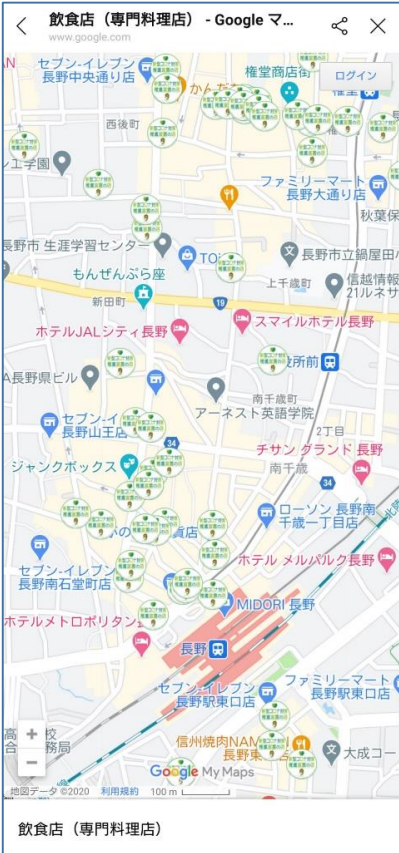 飲食店（専門料理店） - Google マ...
www.google.com
ログイン
セブン-イレブン
長野中央通り店
権堂商店街
西後町
ファミリーマート
長野大通り店
秋葉保
長野市 生涯学習センター
長野市立鍋屋田小
もんぜんぷら座
上千歳町
信越情報
21ルネサ
新田町
19
ホテルJALシティ長野
スマイルホテル長野
役所前
A長野県ビル
南千歳町
アーネスト英語学院
セブン-イ
長野山王店
2丁目
34
チサン グランド 長野
ジャンクボックス
南千歳
34
ローソン 長野南
千歳一丁目店
セブン-イレブン
長野南石堂町店
ホテル メルパルク長野
MIDORI 長野
ホテルメトロポリタン長
長野
セブン-イレブン
長野駅東口店
ファミリーマート
長野駅東口店
信州焼肉NAM
長野東
大成コー
Google My Maps
地図データ ©2020 利用規約 100 m
飲食店（専門料理店）